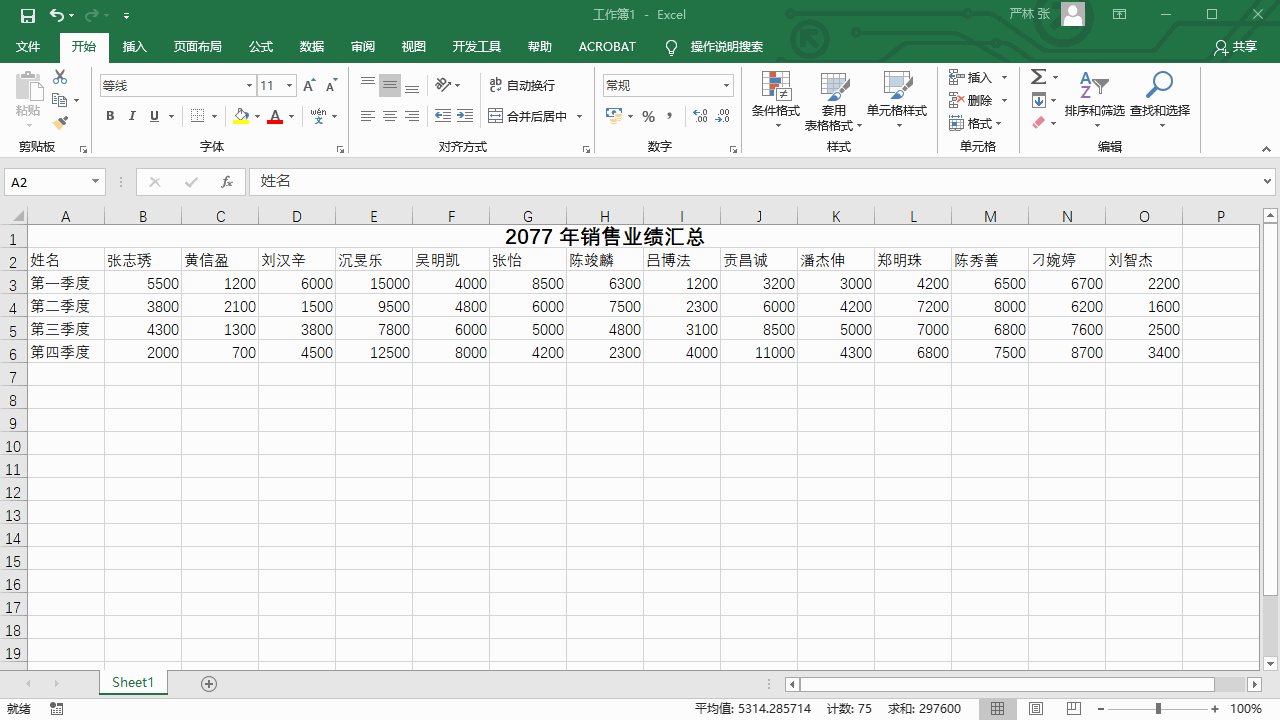 工作簿1 - Excel 严林 张
文件 开始 插入 页面布局 公式 数据 审阅 视图 开发工具 帮助 ACROBAT 操作说明搜索 共享
粘贴 等线 11 自动换行 常规 条件格式 套用 表格格式 单元格样式 插入 删除 格式 排序和筛选 查找和选择
B I U 合并后居中
剪贴板 字体 对齐方式 数字 样式 单元格 编辑
A2 姓名
A B C D E F G H I J K L M N O P
1 2077 年销售业绩汇总
2 姓名 张志琇 黄信盈 刘汉辛 沉旻乐 吴明凯 张怡 陈竣麟 吕博法 贡昌诚 潘杰伸 郑明珠 陈秀善 刁婉婷 刘智杰
3 第一季度 5500 1200 6000 15000 4000 8500 6300 1200 3200 3000 4200 6500 6700 2200
4 第二季度 3800 2100 1500 9500 4800 6000 7500 2300 6000 4200 7200 8000 6200 1600
5 第三季度 4300 1300 3800 7800 6000 5000 4800 3100 8500 5000 7000 6800 7600 2500
6 第四季度 2000 700 4500 12500 8000 4200 2300 4000 11000 4300 6800 7500 8700 3400
7
8
9
10
11
12
13
14
15
16
17
18
19
Sheet1
就绪 平均值: 5314.285714 计数: 75 求和: 297600 100%